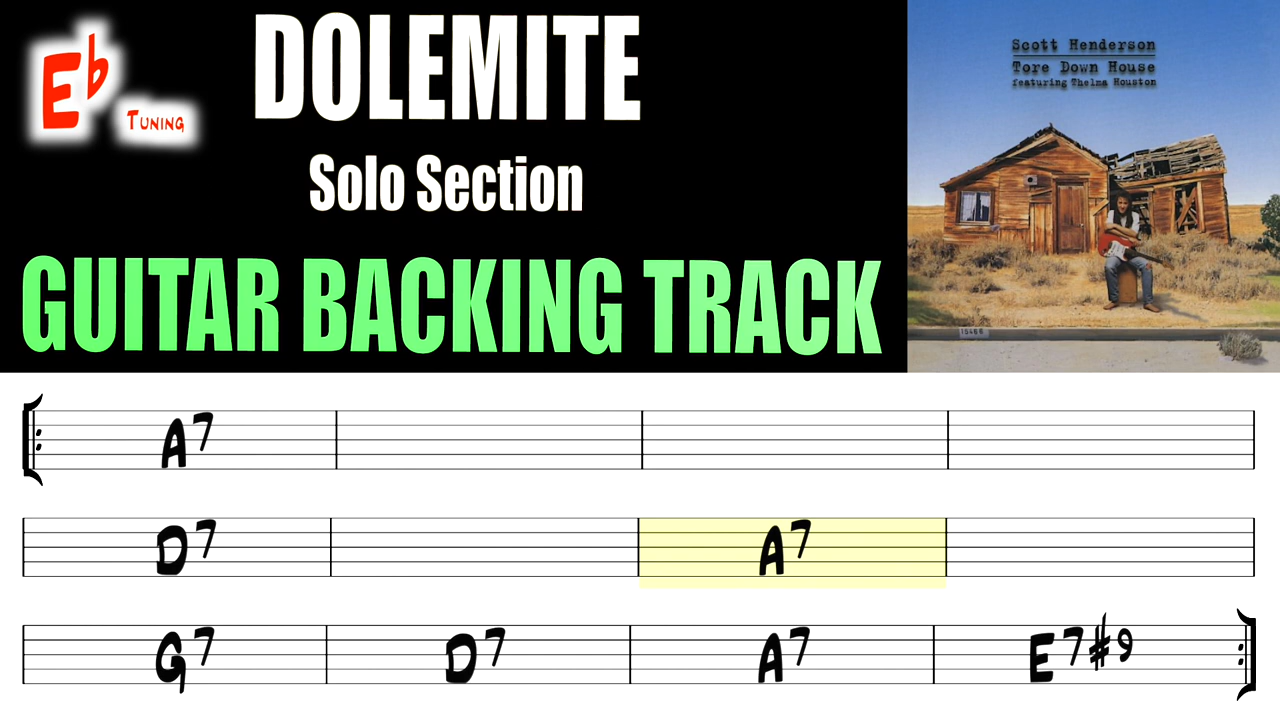 E♭ Tuning
DOLEMITE
Solo Section
GUITAR BACKING TRACK
Scott Henderson
Tore Down House
featuring Thelma Houston
15466
A7
D7 A7
G7 D7 A7 E7#9